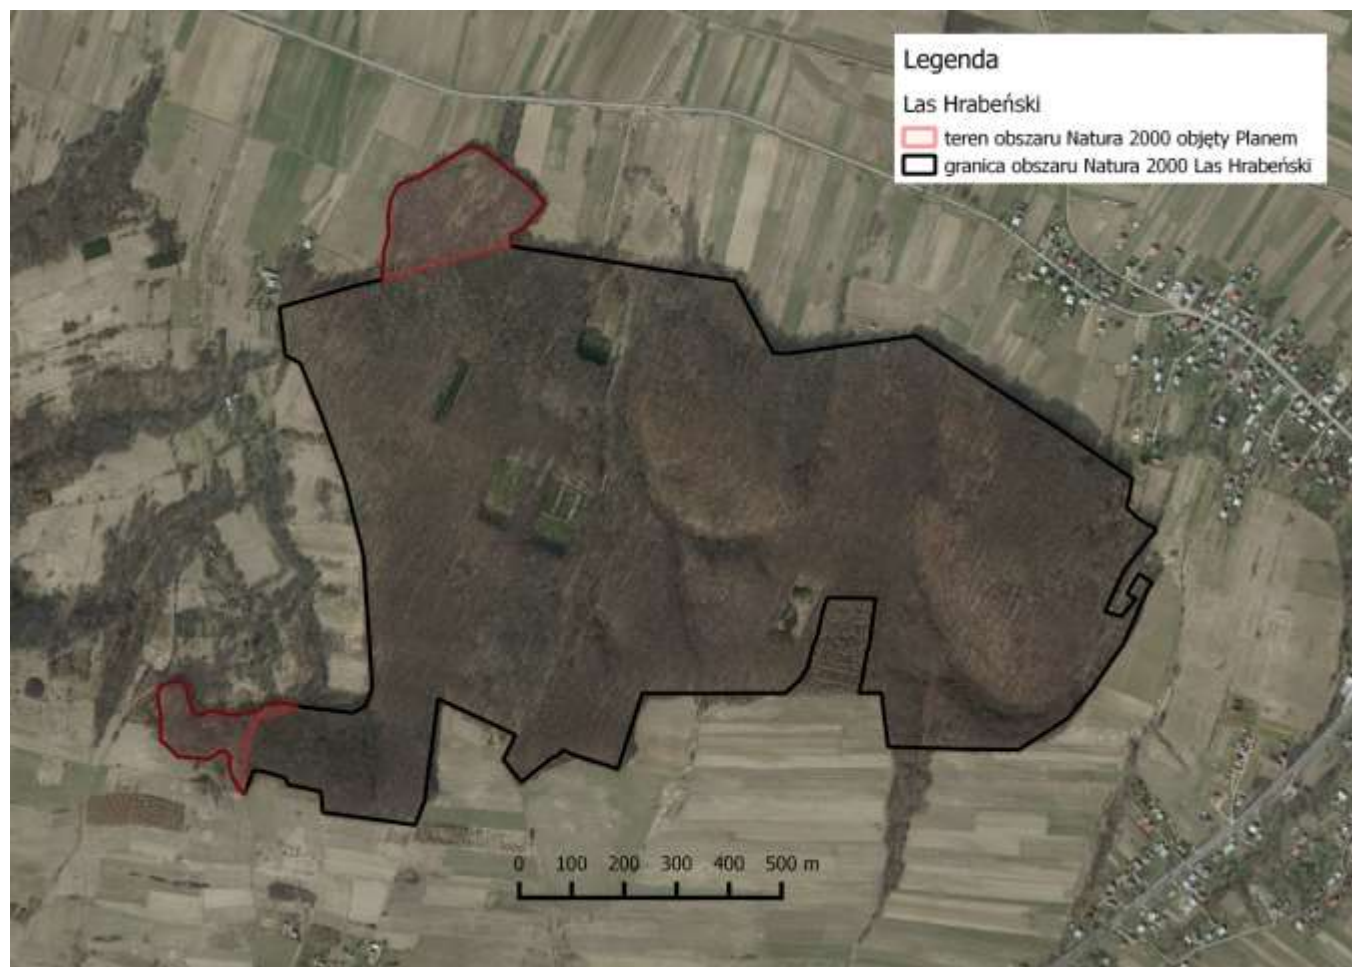 Legenda
Las Hrabeński
teren obszaru Natura 2000 objęty Planem
granica obszaru Natura 2000 Las Hrabeński
0 100 200 300 400 500 m